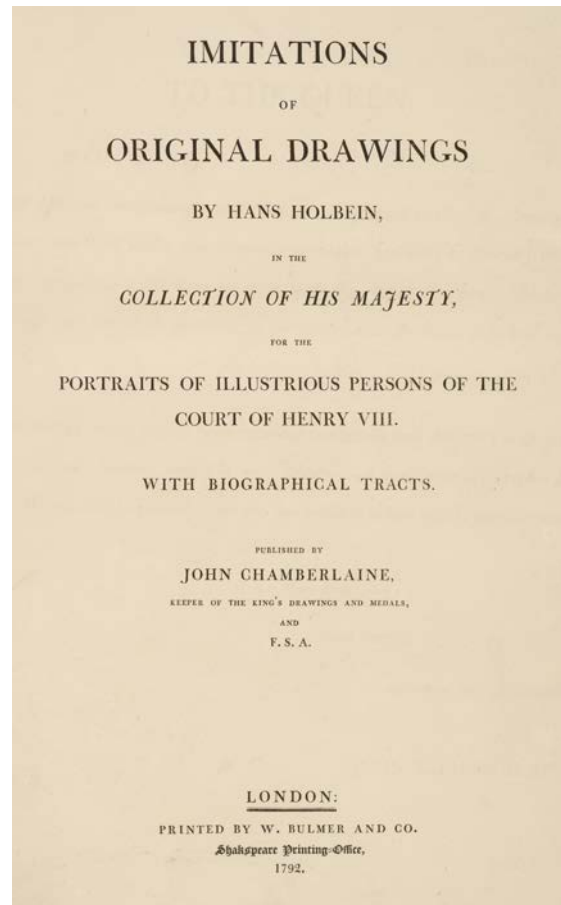 IMITATIONS
OF
ORIGINAL DRAWINGS
BY HANS HOLBEIN,
IN THE
COLLECTION OF HIS MAJESTY,
FOR THE
PORTRAITS OF ILLUSTRIOUS PERSONS OF THE
COURT OF HENRY VIII.
WITH BIOGRAPHICAL TRACTS.
PUBLISHED BY
JOHN CHAMBERLAINE,
KEEPER OF THE KING'S DRAWINGS AND MEDALS,
AND
F. S. A.
LONDON:
PRINTED BY W. BULMER AND CO.
Shakspeare Printing-Office,
1792.